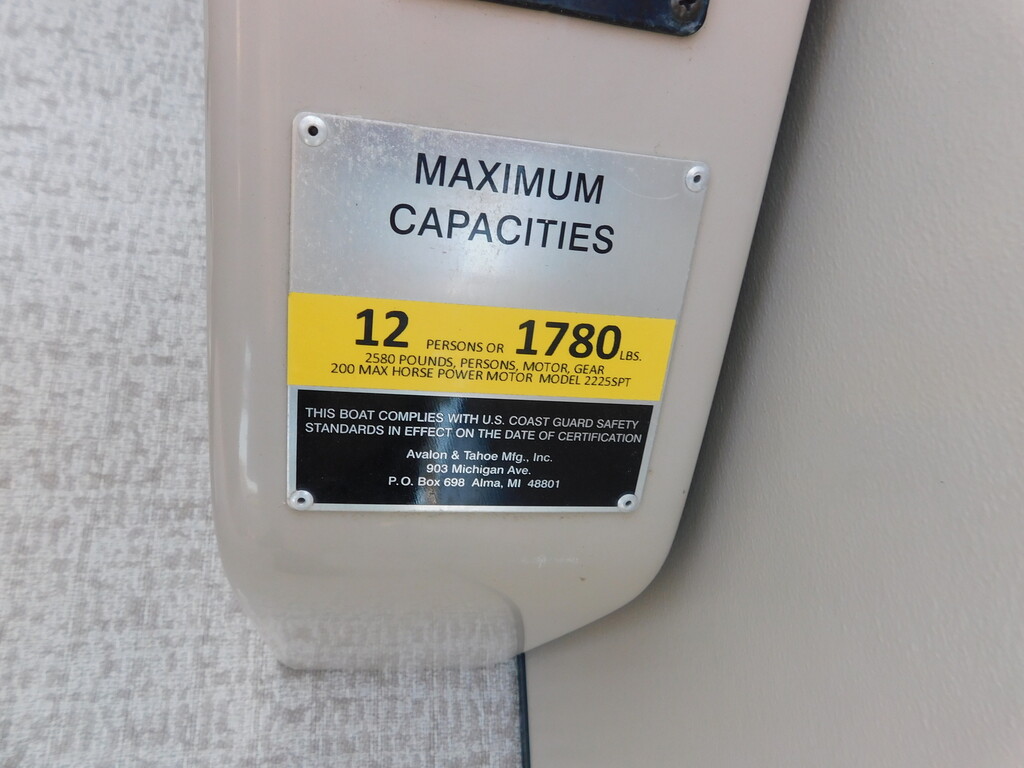 MAXIMUM
CAPACITIES
12 PERSONS OR 1780 LBS.
2580 POUNDS, PERSONS, MOTOR, GEAR
200 MAX HORSE POWER MOTOR MODEL 2225SPT
THIS BOAT COMPLIES WITH U.S. COAST GUARD SAFETY
STANDARDS IN EFFECT ON THE DATE OF CERTIFICATION
Avalon & Tahoe Mfg., Inc.
903 Michigan Ave.
P.O. Box 698 Alma, MI 48801